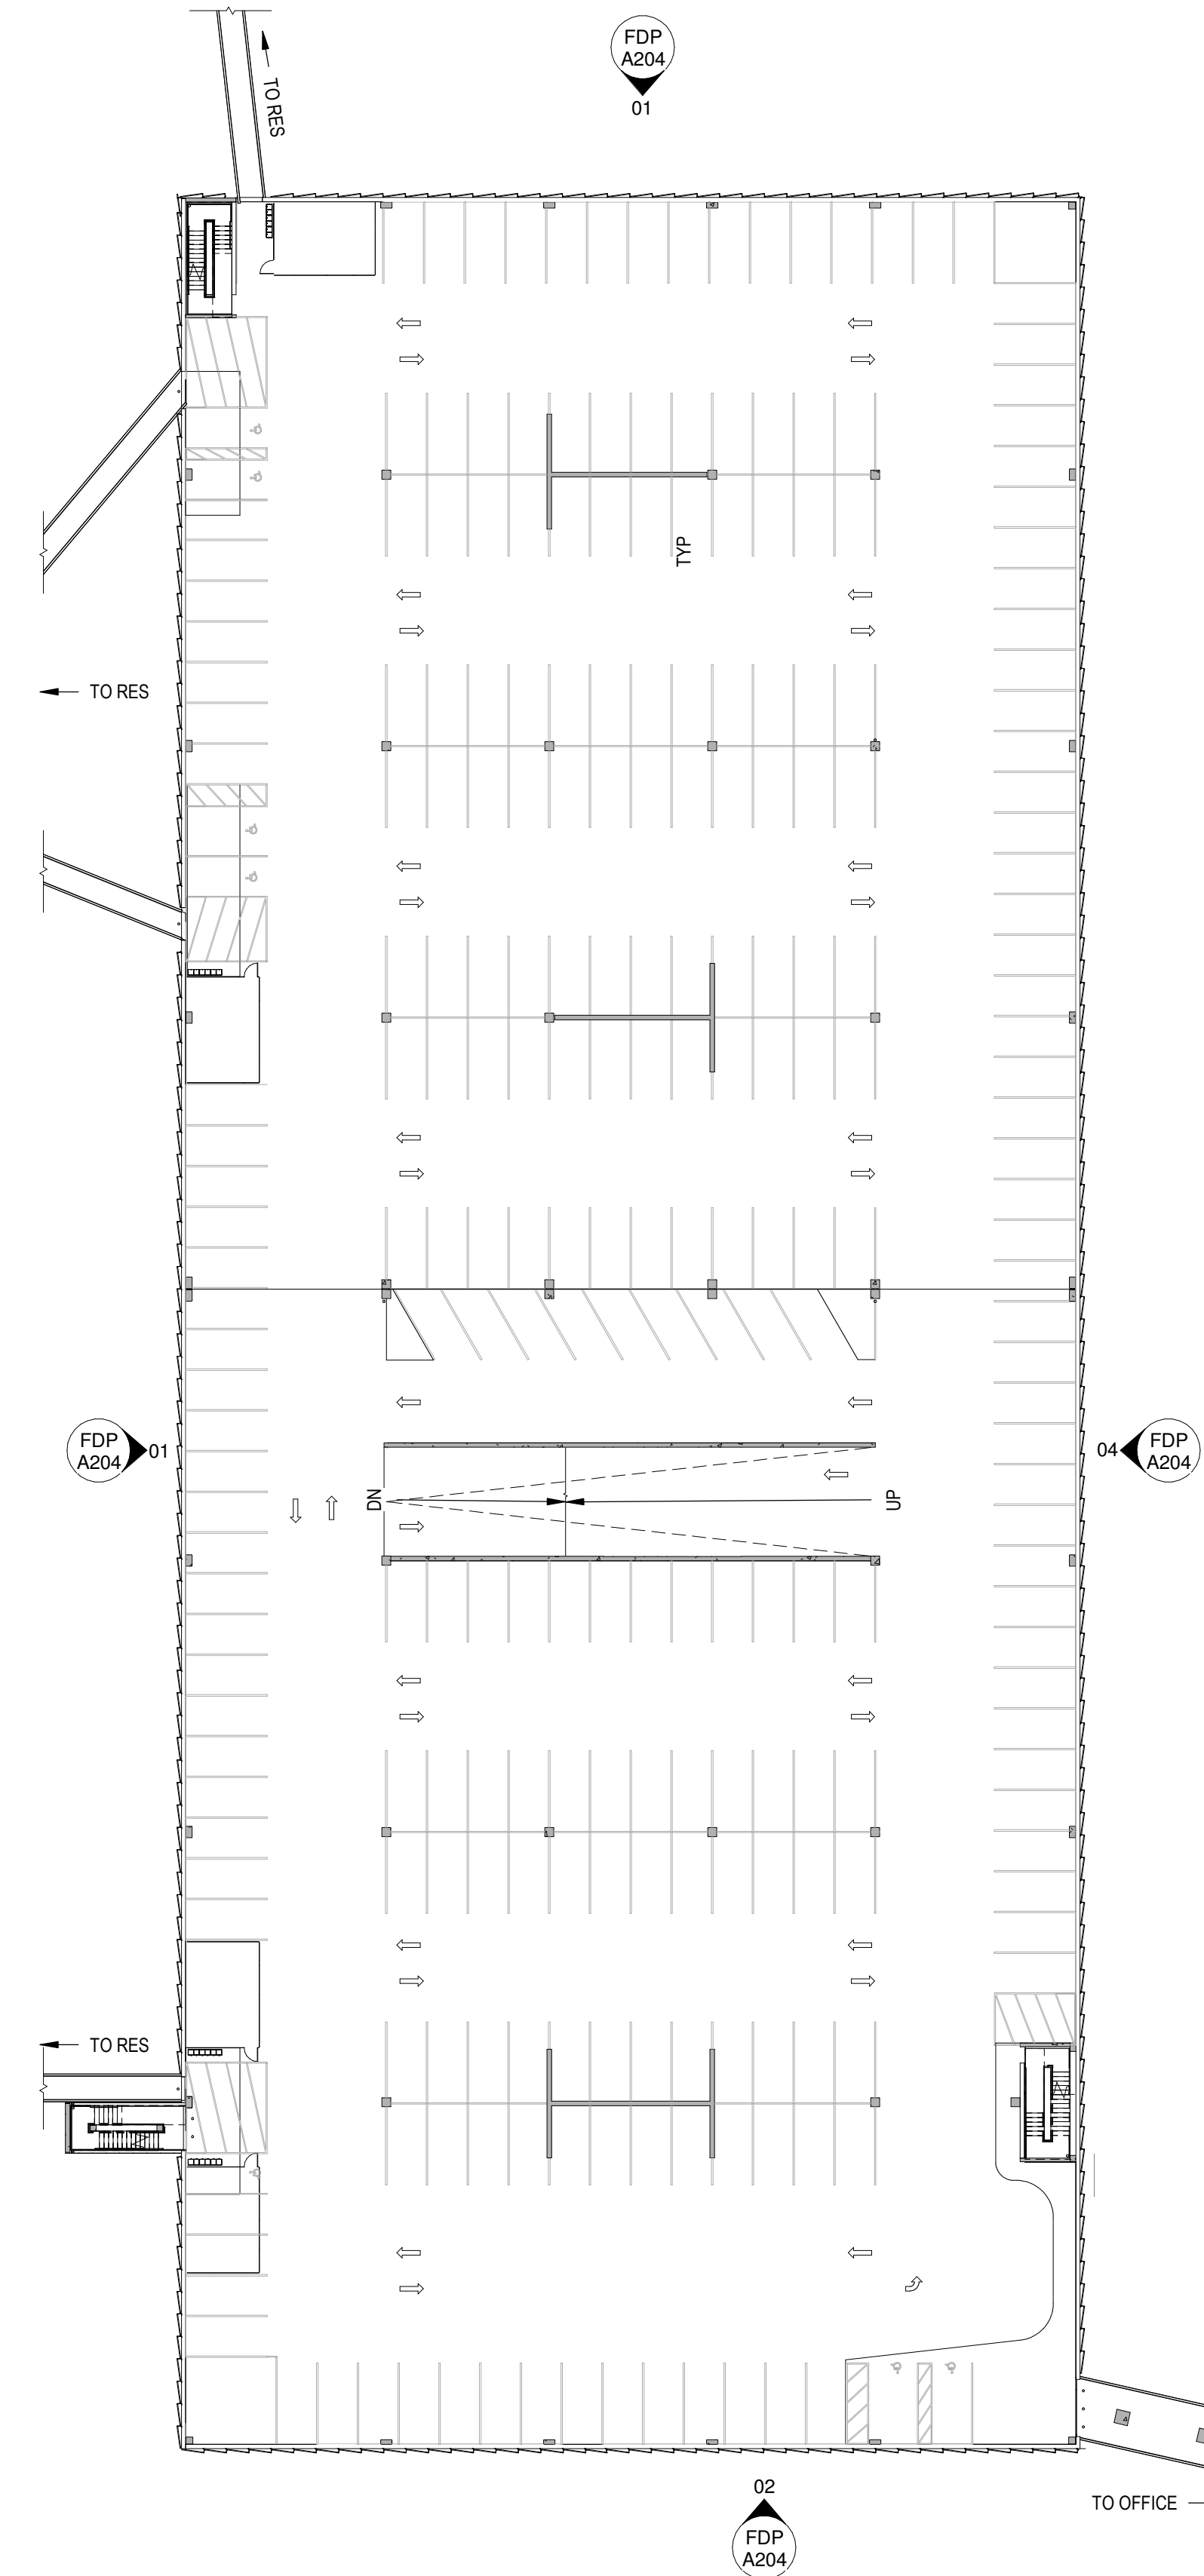 FDP
A204
01
TO RES
TYP
TO RES
FDP
A204
01
04
FDP
A204
DN
UP
TO RES
02
FDP
A204
TO OFFICE